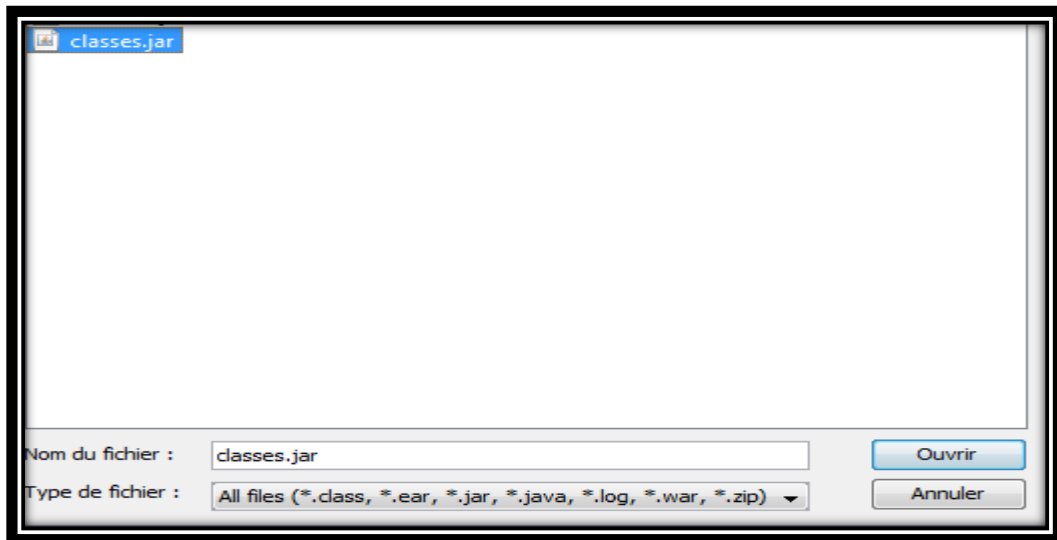 classes.jar
Nom du fichier : classes.jar Ouvrir
Type de fichier : All files (*.class, *.ear, *.jar, *.java, *.log, *.war, *.zip) Annuler